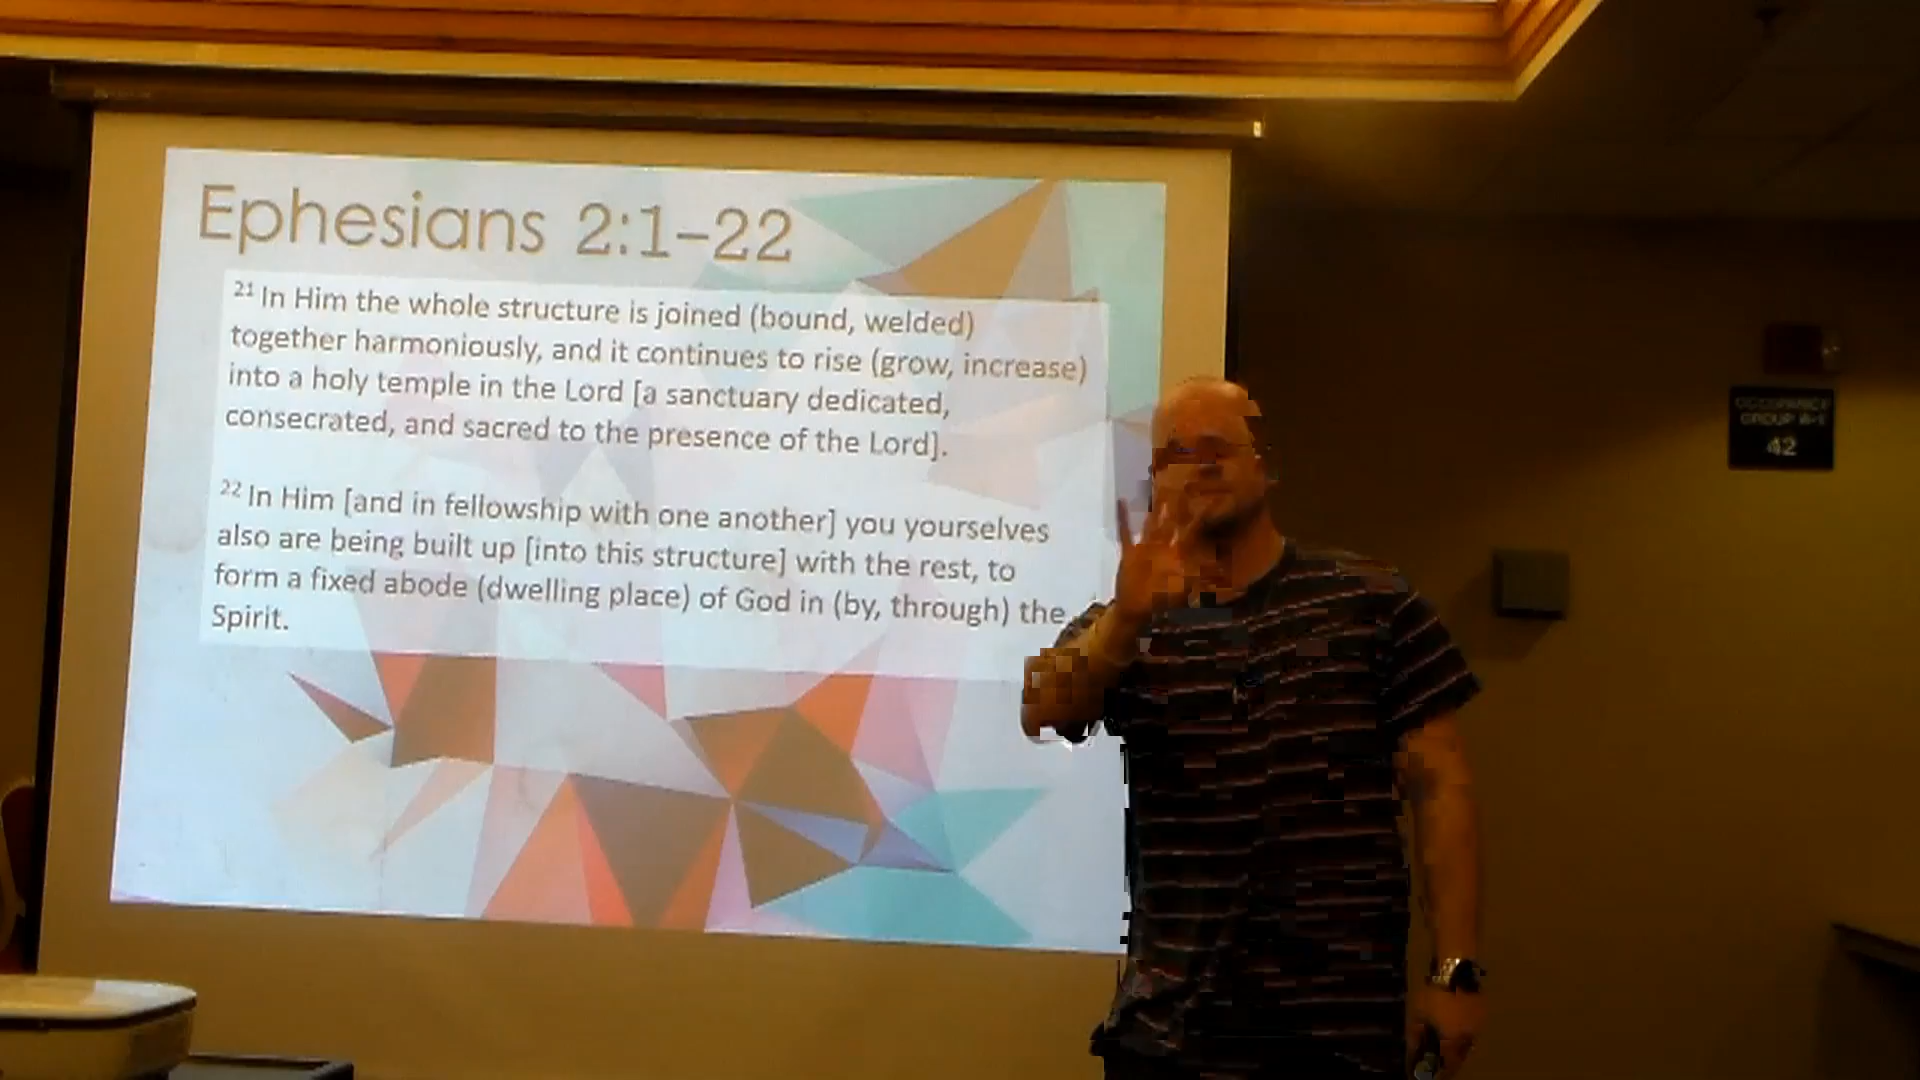 Ephesians 2:1–22
21 In Him the whole structure is joined (bound, welded)
together harmoniously, and it continues to rise (grow, increase)
into a holy temple in the Lord [a sanctuary dedicated,
consecrated, and sacred to the presence of the Lord].
22 In Him [and in fellowship with one another] you yourselves
also are being built up [into this structure] with the rest, to
form a fixed abode (dwelling place) of God in (by, through) the
Spirit.
OCCUPANCY
GROUP
42